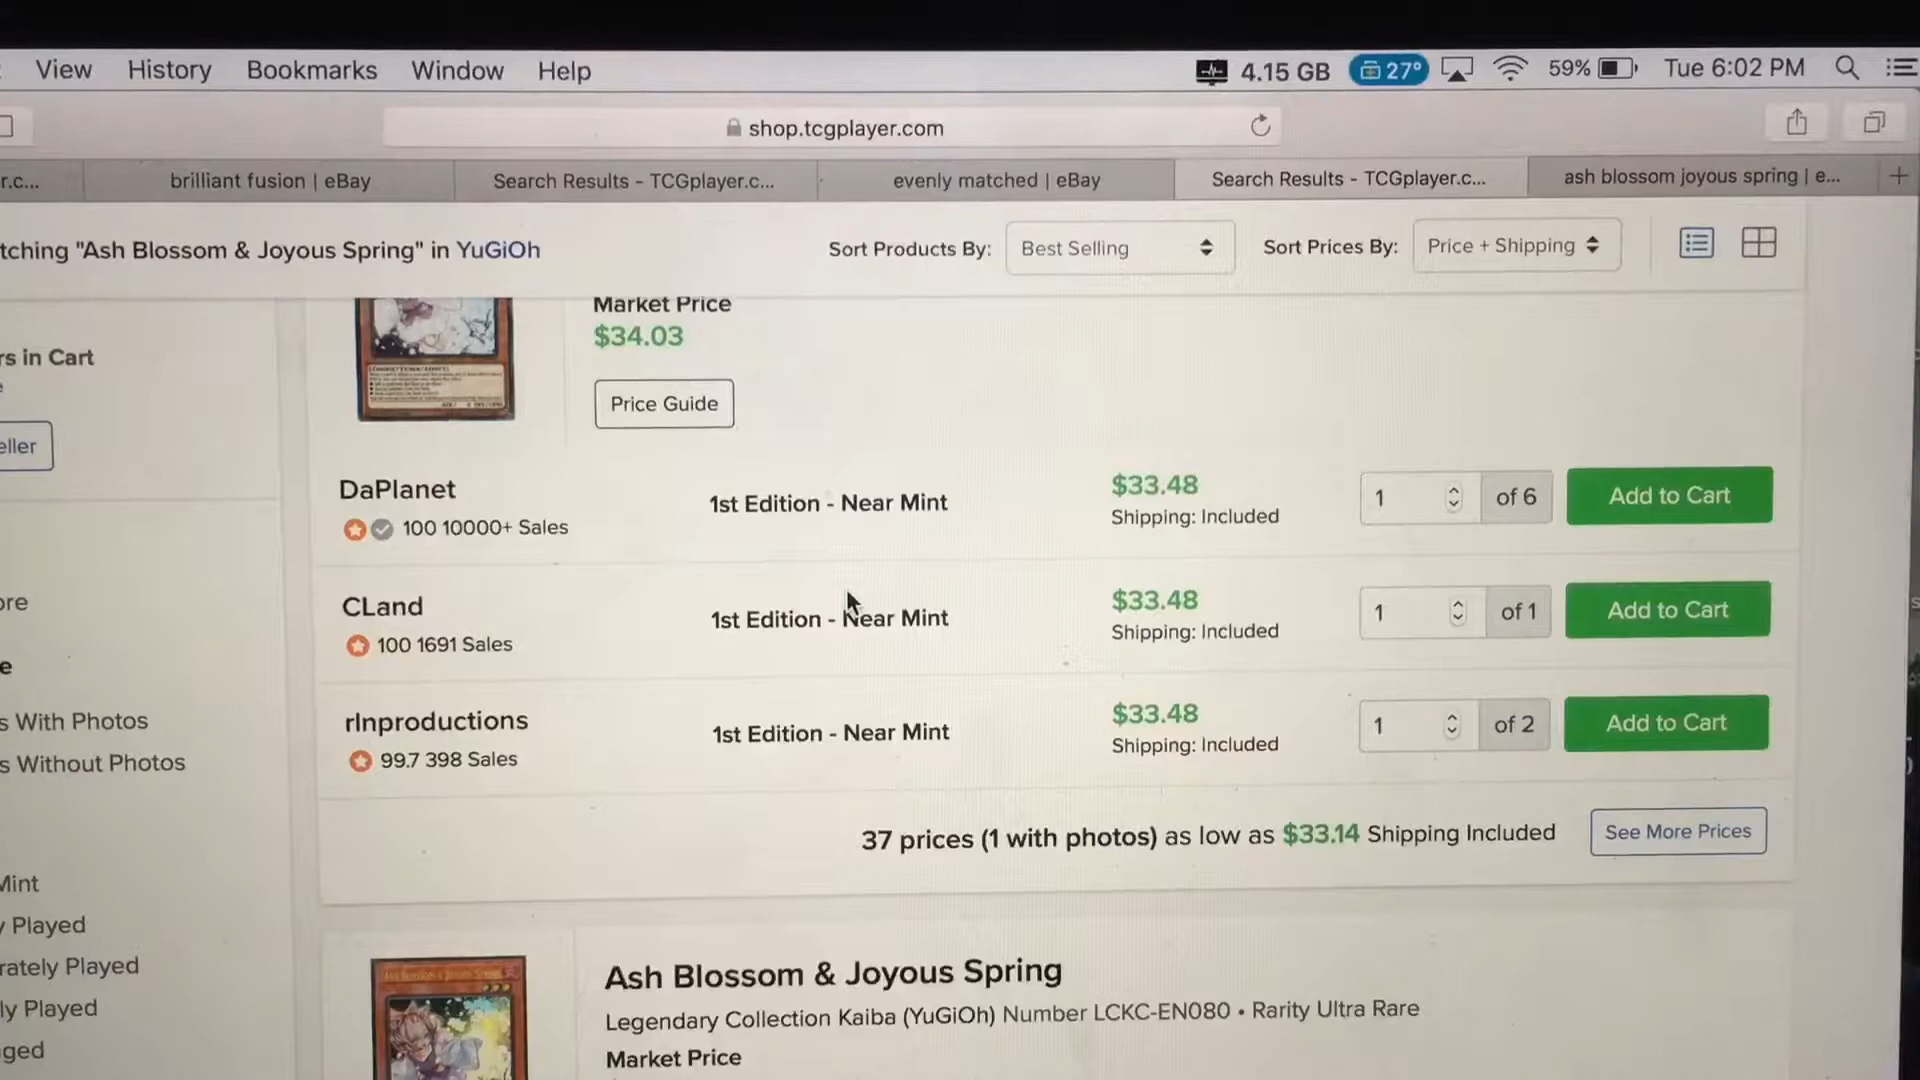 View History Bookmarks Window Help 4.15 GB 27° 59% Tue 6:02 PM
shop.tcgplayer.com
r.c... brilliant fusion | eBay Search Results - TCGplayer.c... evenly matched | eBay Search Results - TCGplayer.c... ash blossom joyous spring | e... +
tching "Ash Blossom & Joyous Spring" in YuGiOh Sort Products By: Best Selling Sort Prices By: Price + Shipping
Market Price
$34.03
rs in Cart
Price Guide
eller
DaPlanet 1st Edition - Near Mint $33.48 1 of 6 Add to Cart
100 10000+ Sales Shipping: Included
ore
CLand 1st Edition - Near Mint $33.48 1 of 1 Add to Cart
100 1691 Sales Shipping: Included
e
s With Photos
rlnproductions 1st Edition - Near Mint $33.48 1 of 2 Add to Cart
99.7 398 Sales Shipping: Included
s Without Photos
37 prices (1 with photos) as low as $33.14 Shipping Included See More Prices
Mint
y Played
rately Played
ly Played
ged
Ash Blossom & Joyous Spring
Legendary Collection Kaiba (YuGiOh) Number LCKC-EN080 • Rarity Ultra Rare
Market Price